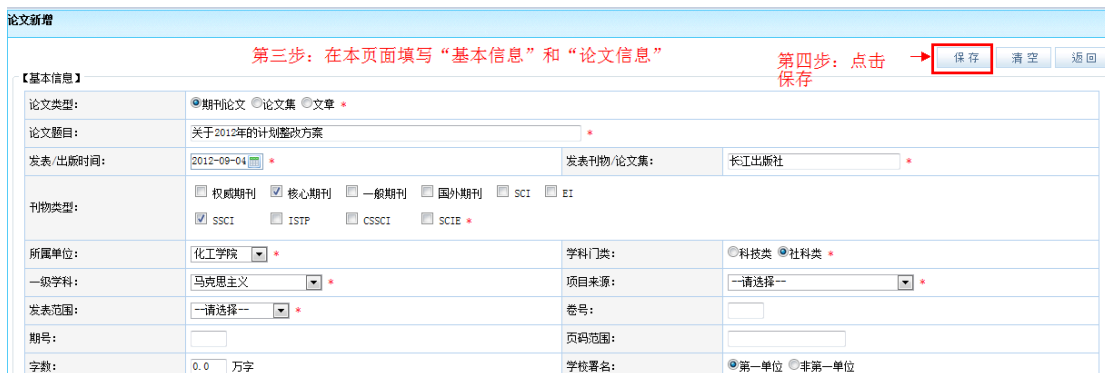 论文新增
第三步：在本页面填写“基本信息”和“论文信息”
第四步：点击保存
保存 清空 返回
【基本信息】
论文类型： 期刊论文 论文集 文章 *
论文题目： 关于2012年的计划整改方案 *
发表/出版时间： 2012-09-04 * 发表刊物/论文集： 长江出版社 *
刊物类型： 权威期刊 核心期刊 一般期刊 国外期刊 SCI EI
SSCI ISTP CSSCI SCIE *
所属单位： 化工学院 * 学科门类： 科技类 社科类 *
一级学科： 马克思主义 * 项目来源： --请选择-- *
发表范围： --请选择-- * 卷号：
期号： 页码范围：
字数： 0.0 万字 学校署名： 第一单位 非第一单位